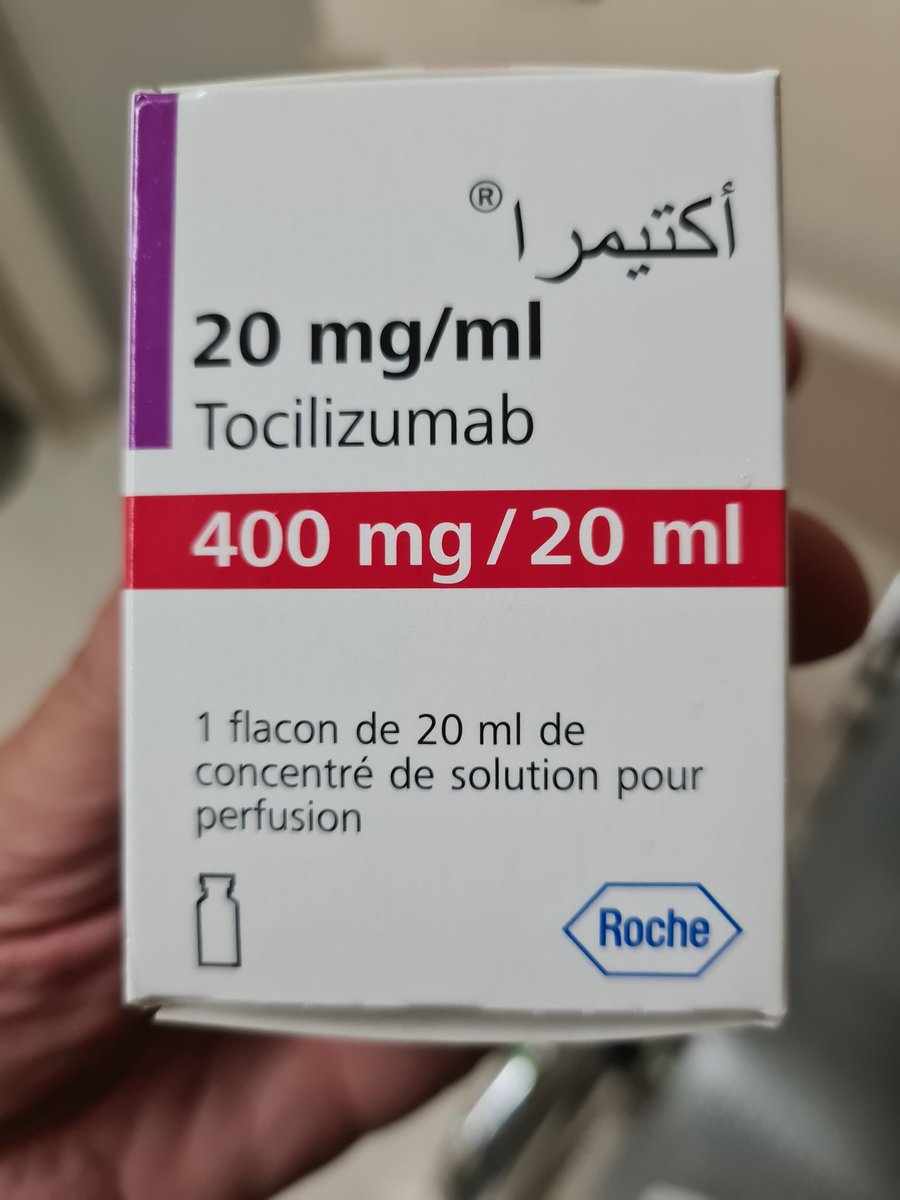 أكتيمرا®
20 mg/ml
Tocilizumab
400 mg/20 ml
1 flacon de 20 ml de
concentré de solution pour
perfusion
Roche